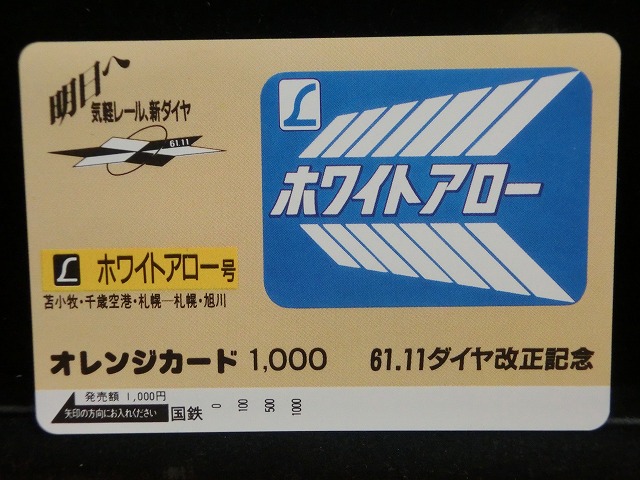 明日へ
気軽レール、新ダイヤ
61.11
L
ホワイトアロー
L ホワイトアロー号
苫小牧・千歳空港・札幌―札幌・旭川
オレンジカード 1,000 61.11ダイヤ改正記念
発売額 1,000円
矢印の方向にお入れください 国鉄 0 100 500 1000